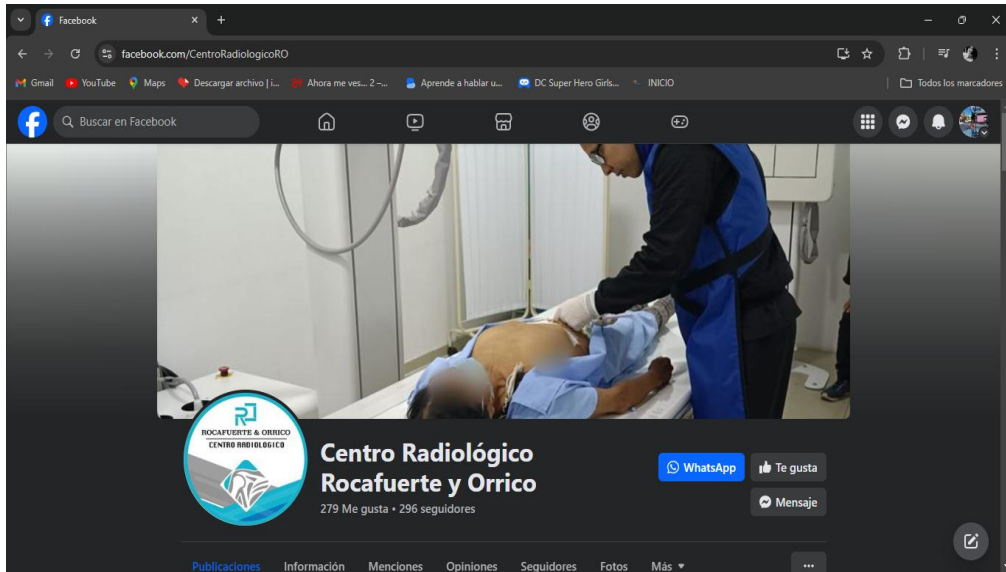 Facebook
facebook.com/CentroRadiologicoRO
Gmail YouTube Maps Descargar archivo | i... Ahora me ves... 2 –... Aprende a hablar u... DC Super Hero Girls... INICIO Todos los marcadores
Buscar en Facebook
ROCAFUERTE & ORRICO
CENTRO RADIOLOGICO
Centro Radiológico
Rocafuerte y Orrico
279 Me gusta • 296 seguidores
WhatsApp Te gusta
Mensaje
Publicaciones Información Menciones Opiniones Seguidores Fotos Más